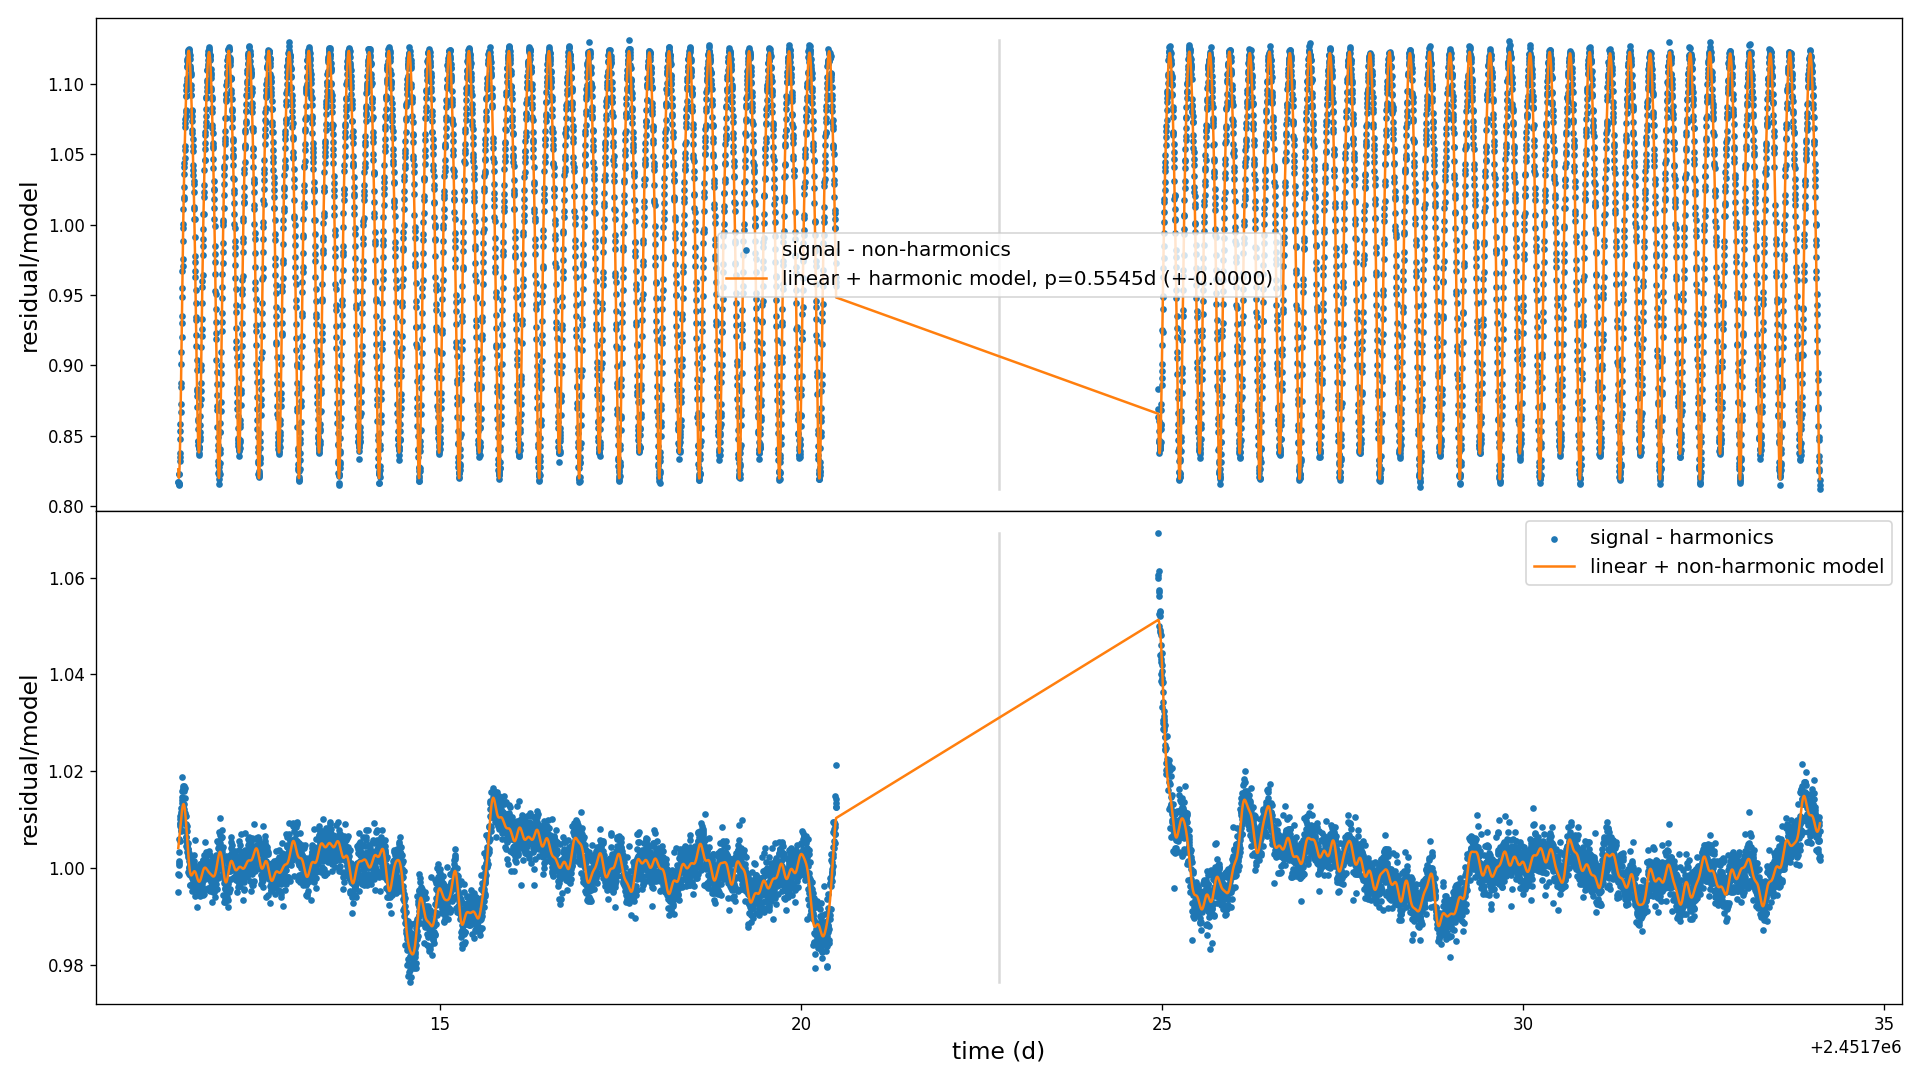 residual/model
1.10
1.05
1.00
0.95
0.90
0.85
0.80
signal - non-harmonics
linear + harmonic model, p=0.5545d (+-0.0000)
residual/model
1.06
1.04
1.02
1.00
0.98
signal - harmonics
linear + non-harmonic model
15 20 25 30 35
time (d)
+2.4517e6